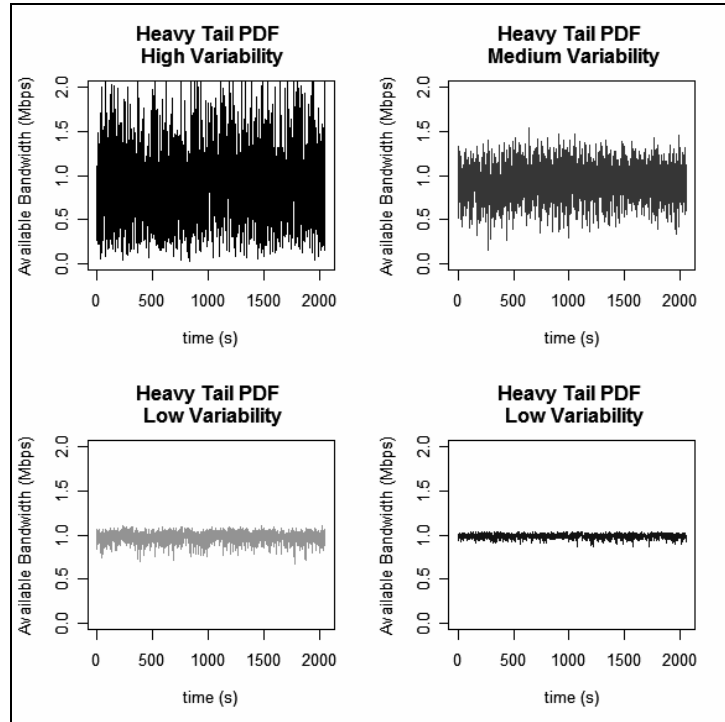 Heavy Tail PDF
High Variability
Available Bandwidth (Mbps)
2.0
1.5
1.0
0.5
0.0
0 500 1000 1500 2000
time (s)
Heavy Tail PDF
Medium Variability
Available Bandwidth (Mbps)
2.0
1.5
1.0
0.5
0.0
0 500 1000 1500 2000
time (s)
Heavy Tail PDF
Low Variability
Available Bandwidth (Mbps)
2.0
1.5
1.0
0.5
0.0
0 500 1000 1500 2000
time (s)
Heavy Tail PDF
Low Variability
Available Bandwidth (Mbps)
2.0
1.5
1.0
0.5
0.0
0 500 1000 1500 2000
time (s)